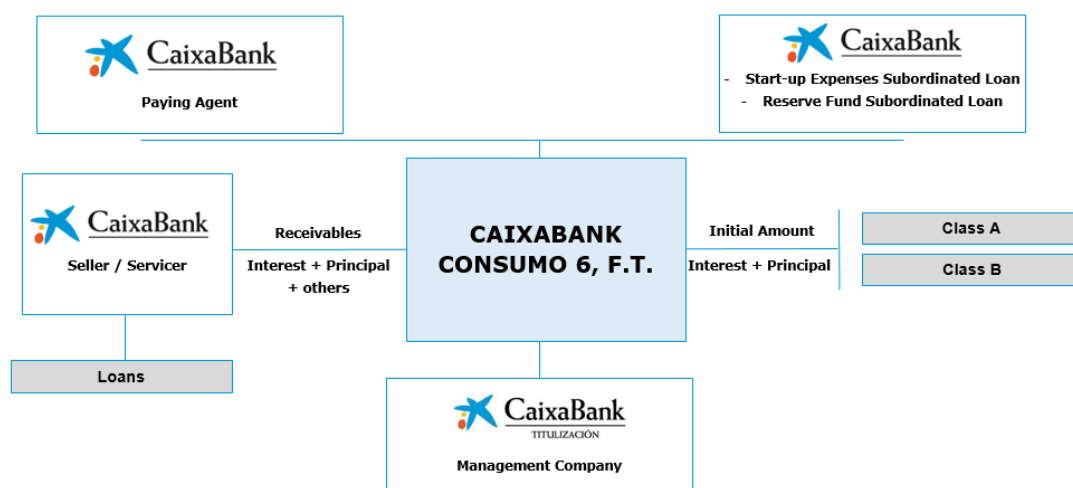 CaixaBank
Paying Agent
CaixaBank
- Start-up Expenses Subordinated Loan
- Reserve Fund Subordinated Loan
CaixaBank
Seller / Servicer
Loans
Receivables
Interest + Principal
+ others
CAIXABANK
CONSUMO 6, F.T.
Initial Amount
Interest + Principal
Class A
Class B
CaixaBank
TITULIZACIÓN
Management Company